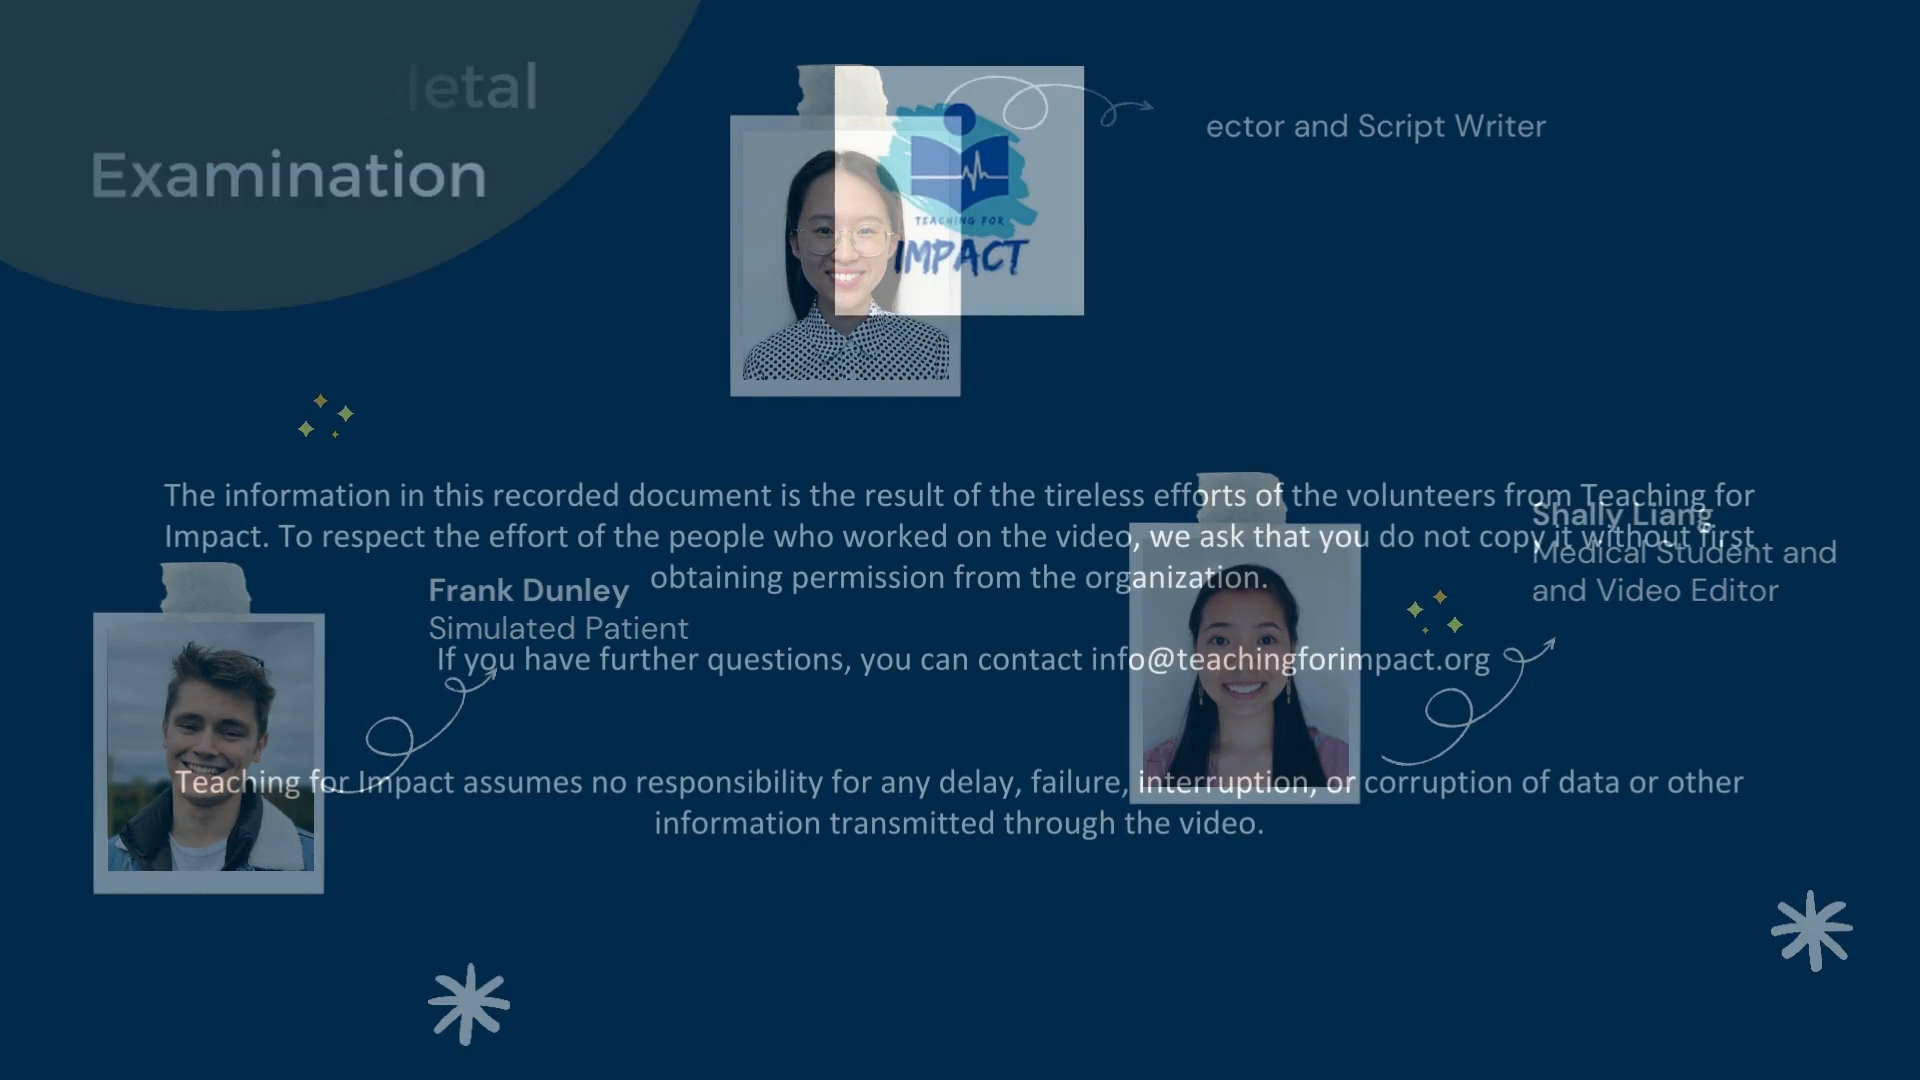 eletal
Examination
ector and Script Writer
TEACHING FOR
IMPACT
The information in this recorded document is the result of the tireless efforts of the volunteers from Teaching for
Impact. To respect the effort of the people who worked on the video, we ask that you do not copy it without first
obtaining permission from the organization.
Shally Liang
Medical Student and
and Video Editor
Frank Dunley
Simulated Patient
If you have further questions, you can contact info@teachingforimpact.org
Teaching for Impact assumes no responsibility for any delay, failure, interruption, or corruption of data or other
information transmitted through the video.